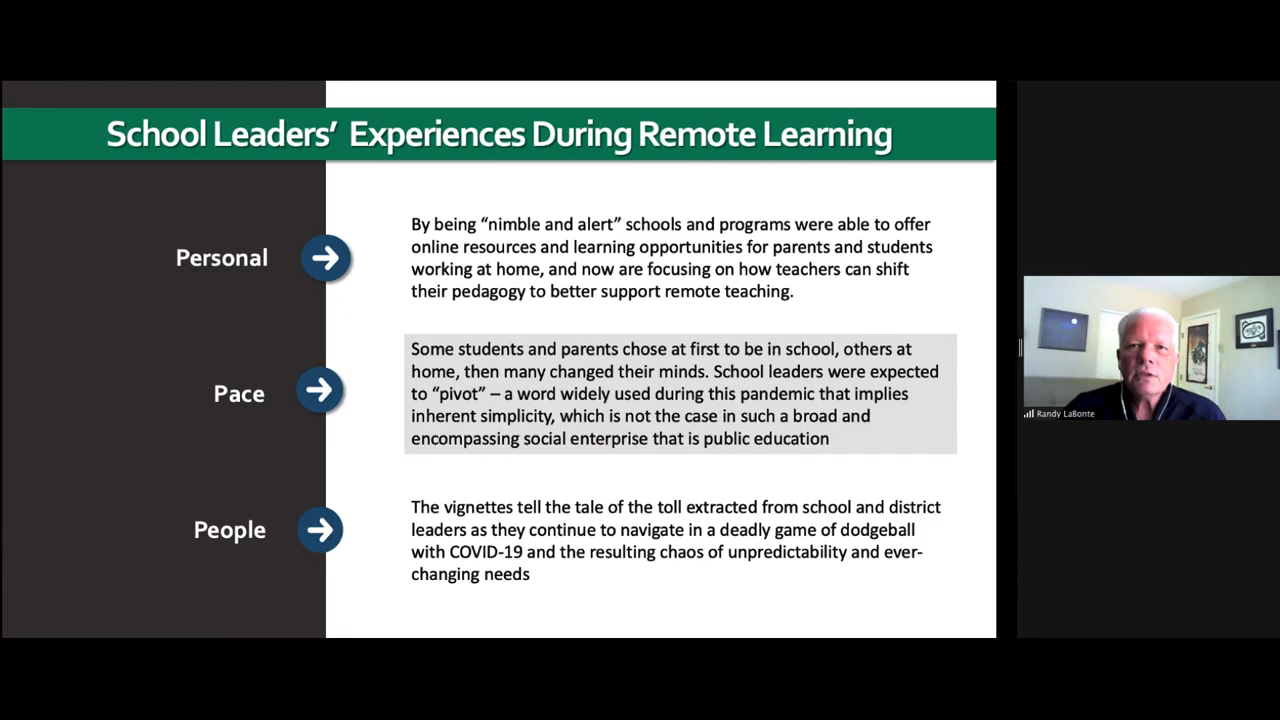 School Leaders’ Experiences During Remote Learning
Personal
By being “nimble and alert” schools and programs were able to offer
online resources and learning opportunities for parents and students
working at home, and now are focusing on how teachers can shift
their pedagogy to better support remote teaching.
Pace
Some students and parents chose at first to be in school, others at
home, then many changed their minds. School leaders were expected
to “pivot” – a word widely used during this pandemic that implies
inherent simplicity, which is not the case in such a broad and
encompassing social enterprise that is public education
People
The vignettes tell the tale of the toll extracted from school and district
leaders as they continue to navigate in a deadly game of dodgeball
with COVID-19 and the resulting chaos of unpredictability and ever-
changing needs
Randy LaBonte